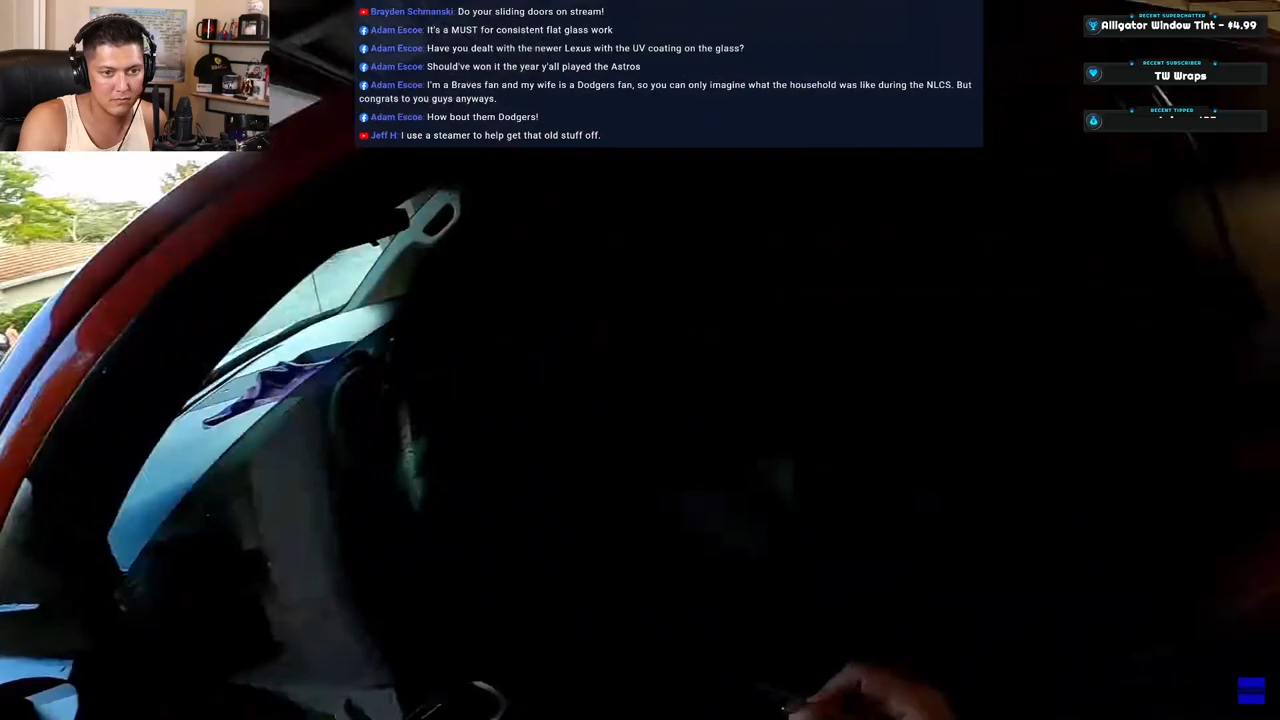 Brayden Schmanski: Do your sliding doors on stream!
Adam Escoe: It's a MUST for consistent flat glass work
Adam Escoe: Have you dealt with the newer Lexus with the UV coating on the glass?
Adam Escoe: Should've won it the year y'all played the Astros
Adam Escoe: I'm a Braves fan and my wife is a Dodgers fan, so you can only imagine what the household was like during the NLCS. But
congrats to you guys anyways.
Adam Escoe: How bout them Dodgers!
Jeff H: I use a steamer to help get that old stuff off.
RECENT SUPERCHATTER
Alligator Window Tint - $4.99
RECENT SUBSCRIBER
TW Wraps
RECENT TIPPER